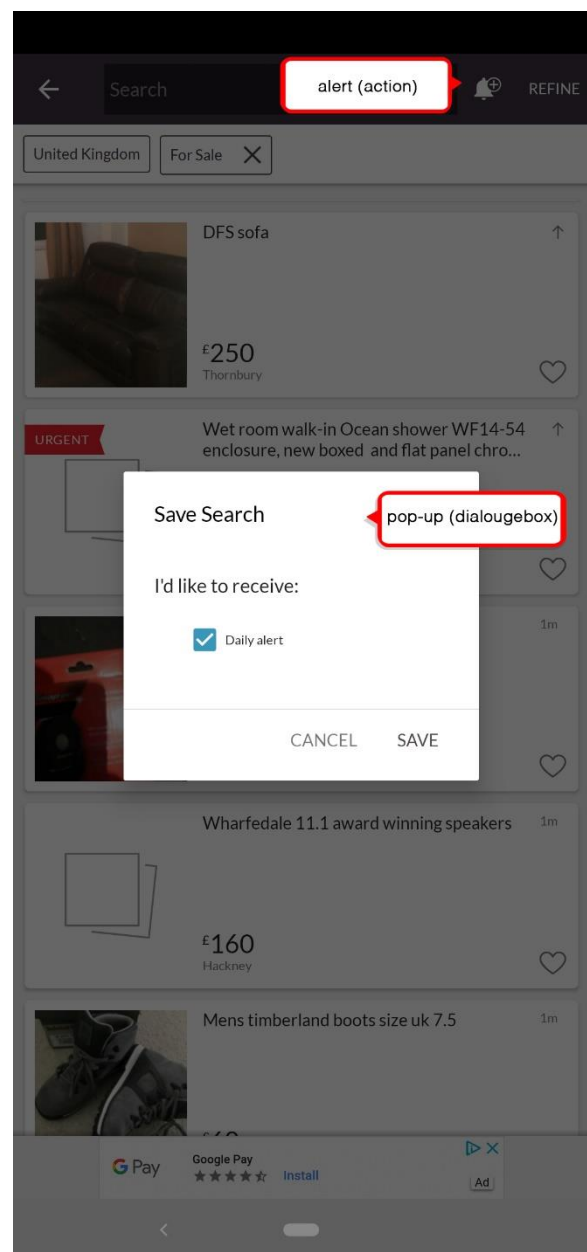 Search
alert (action)
REFINE
United Kingdom
For Sale
DFS sofa
£250
Thornbury
URGENT
Wet room walk-in Ocean shower WF14-54
enclosure, new boxed and flat panel chro...
Save Search
pop-up (dialougebox)
I'd like to receive:
Daily alert
1m
CANCEL SAVE
Wharfedale 11.1 award winning speakers
1m
£160
Hackney
Mens timberland boots size uk 7.5
1m
G Pay
Google Pay
Install
Ad